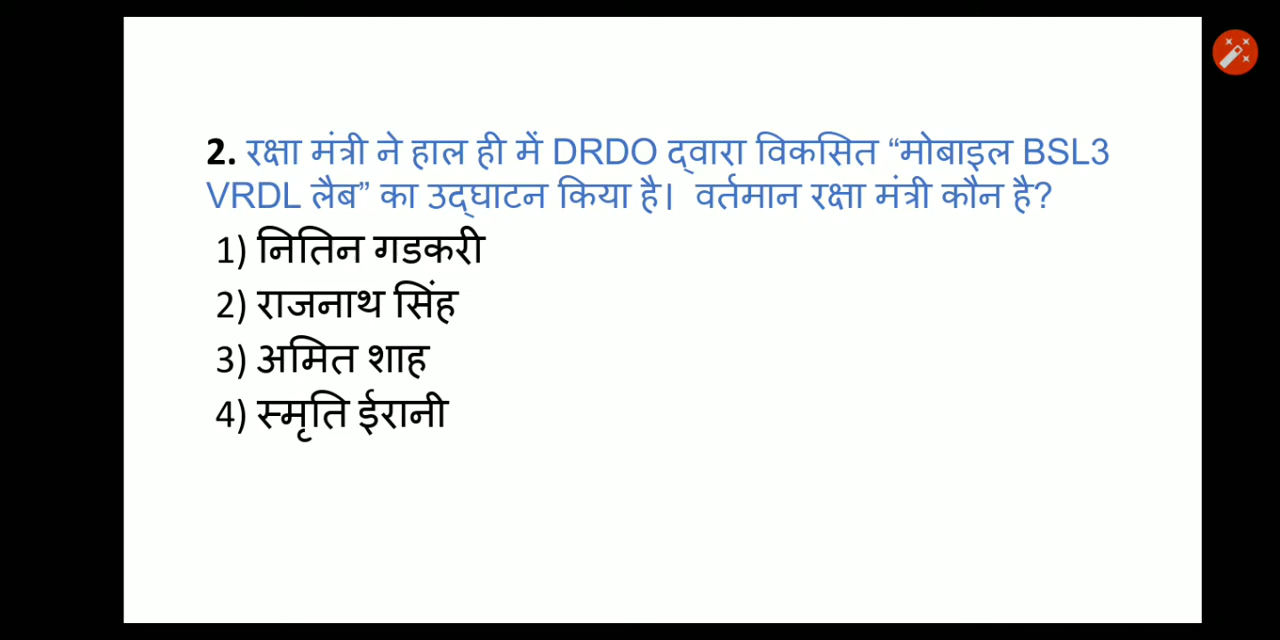 2. रक्षा मंत्री ने हाल ही में DRDO द्वारा विकसित “मोबाइल BSL3
VRDL लैब” का उद्घाटन किया है। वर्तमान रक्षा मंत्री कौन है?
1) नितिन गडकरी
2) राजनाथ सिंह
3) अमित शाह
4) स्मृति ईरानी